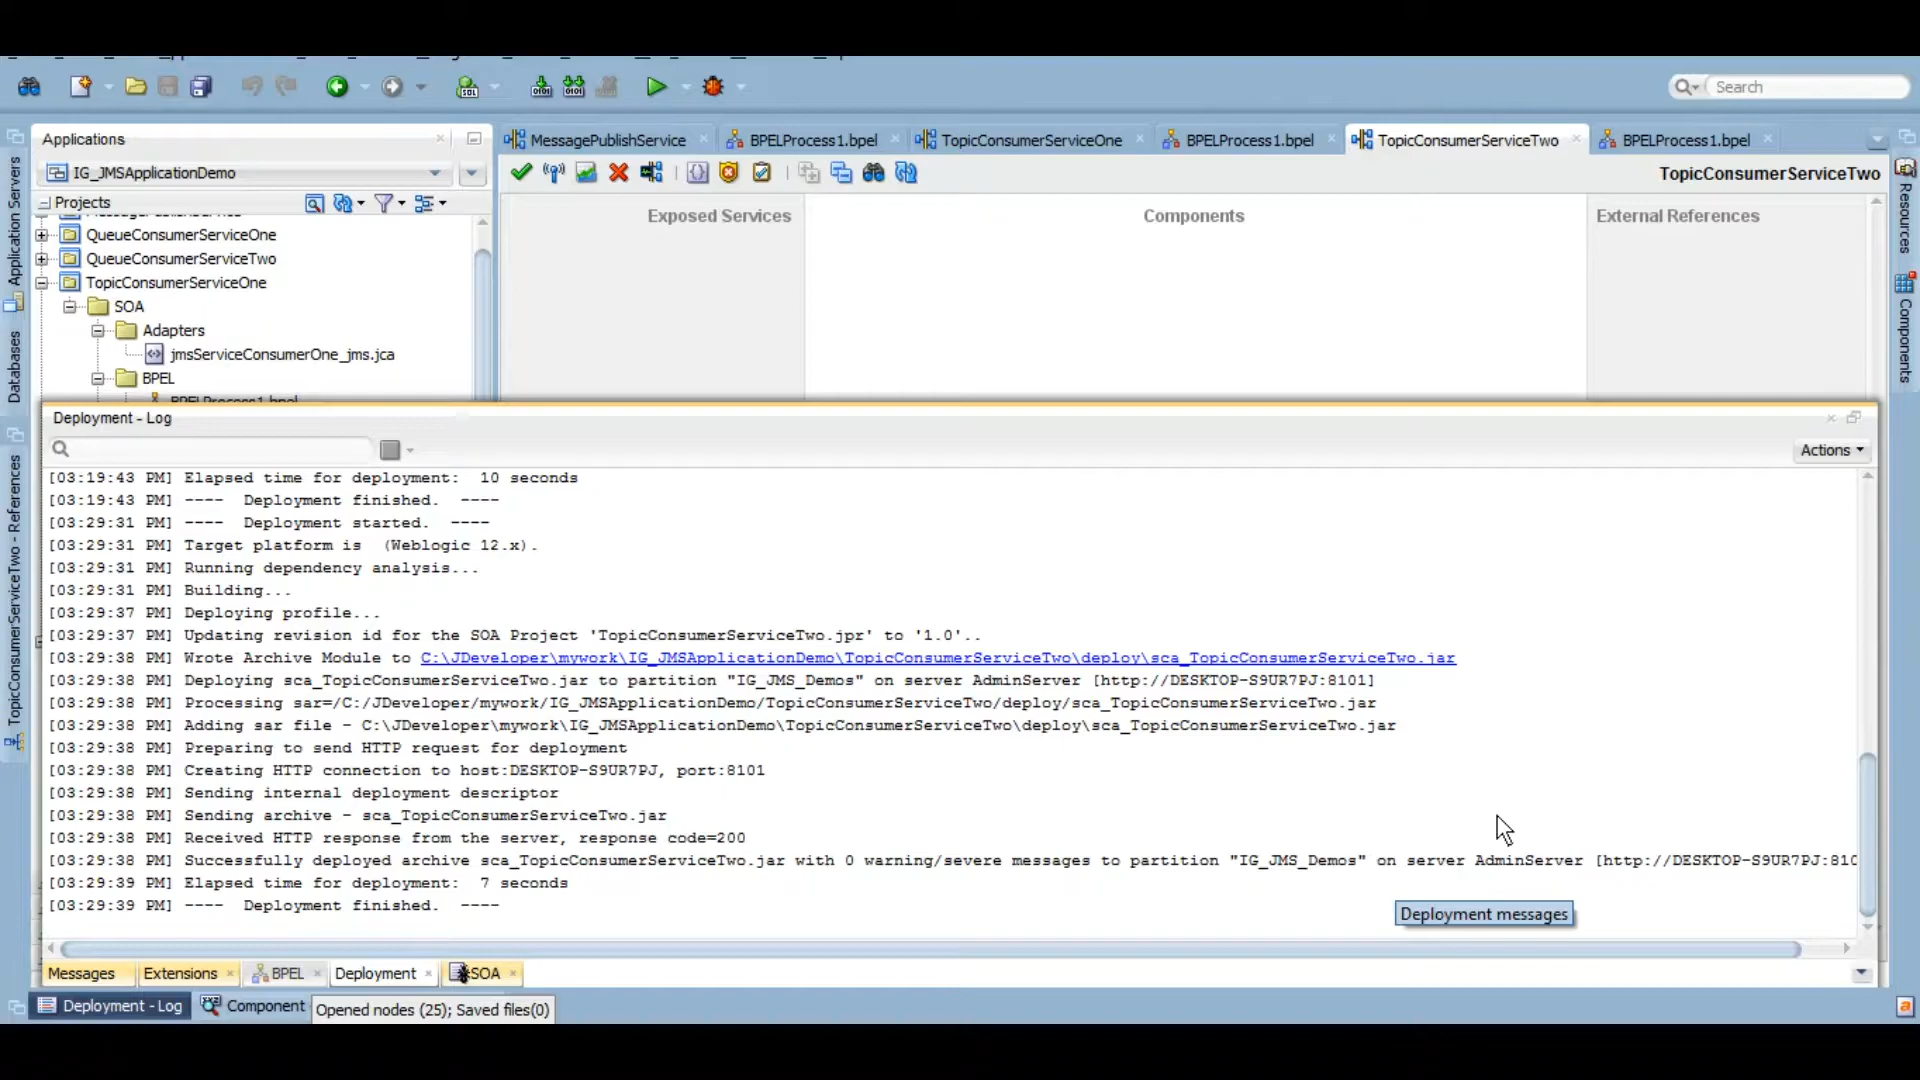 Search
Applications
IG_JMSApplicationDemo
Projects
QueueConsumerServiceOne
QueueConsumerServiceTwo
TopicConsumerServiceOne
SOA
Adapters
jmsServiceConsumerOne_jms.jca
BPEL
BPELProcess1.bpel
MessagePublishService
BPELProcess1.bpel
TopicConsumerServiceOne
BPELProcess1.bpel
TopicConsumerServiceTwo
BPELProcess1.bpel
TopicConsumerServiceTwo
Exposed Services
Components
External References
Application Servers
Databases
TopicConsumerServiceTwo - References
Resources
Components
Deployment - Log
Actions
[03:19:43 PM] Elapsed time for deployment:  10 seconds
[03:19:43 PM] ----  Deployment finished.  ----
[03:29:31 PM] ----  Deployment started.  ----
[03:29:31 PM] Target platform is  (Weblogic 12.x).
[03:29:31 PM] Running dependency analysis...
[03:29:31 PM] Building...
[03:29:37 PM] Deploying profile...
[03:29:37 PM] Updating revision id for the SOA Project 'TopicConsumerServiceTwo.jpr' to '1.0'..
[03:29:38 PM] Wrote Archive Module to C:\JDeveloper\mywork\IG_JMSApplicationDemo\TopicConsumerServiceTwo\deploy\sca_TopicConsumerServiceTwo.jar
[03:29:38 PM] Deploying sca_TopicConsumerServiceTwo.jar to partition "IG_JMS_Demos" on server AdminServer [http://DESKTOP-S9UR7PJ:8101]
[03:29:38 PM] Processing sar=/C:/JDeveloper/mywork/IG_JMSApplicationDemo/TopicConsumerServiceTwo/deploy/sca_TopicConsumerServiceTwo.jar
[03:29:38 PM] Adding sar file - C:\JDeveloper\mywork\IG_JMSApplicationDemo\TopicConsumerServiceTwo\deploy\sca_TopicConsumerServiceTwo.jar
[03:29:38 PM] Preparing to send HTTP request for deployment
[03:29:38 PM] Creating HTTP connection to host:DESKTOP-S9UR7PJ, port:8101
[03:29:38 PM] Sending internal deployment descriptor
[03:29:38 PM] Sending archive - sca_TopicConsumerServiceTwo.jar
[03:29:38 PM] Received HTTP response from the server, response code=200
[03:29:38 PM] Successfully deployed archive sca_TopicConsumerServiceTwo.jar with 0 warning/severe messages to partition "IG_JMS_Demos" on server AdminServer [http://DESKTOP-S9UR7PJ:810
[03:29:39 PM] Elapsed time for deployment:  7 seconds
[03:29:39 PM] ----  Deployment finished.  ----
Deployment messages
Messages
Extensions
BPEL
Deployment
SOA
Deployment - Log
Component
Opened nodes (25); Saved files(0)